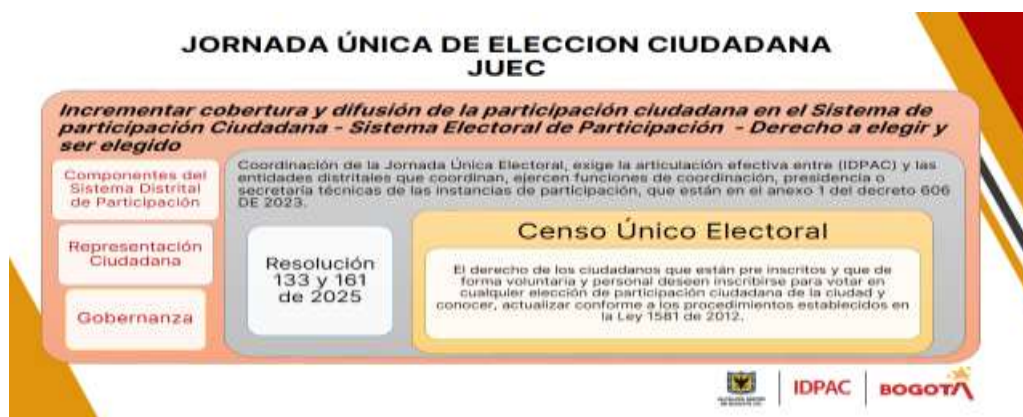 JORNADA ÚNICA DE ELECCION CIUDADANA
JUEC
Incrementar cobertura y difusión de la participación ciudadana en el Sistema de
participación Ciudadana - Sistema Electoral de Participación - Derecho a elegir y
ser elegido
Componentes del
Sistema Distrital
de Participación
Representación
Ciudadana
Gobernanza
Coordinación de la Jornada Única Electoral, exige la articulación efectiva entre (IDPAC) y las
entidades distritales que coordinan, ejercen funciones de coordinación, presidencia o
secretaría técnicas de las instancias de participación, que están en el anexo 1 del decreto 606
DE 2023.
Resolución
133 y 161
de 2025
Censo Único Electoral
El derecho de los ciudadanos que están pre inscritos y que de
forma voluntaria y personal deseen inscribirse para votar en
cualquier elección de participación ciudadana de la ciudad y
conocer, actualizar conforme a los procedimientos establecidos en
la Ley 1581 de 2012.
IDPAC
BOGOTÁ